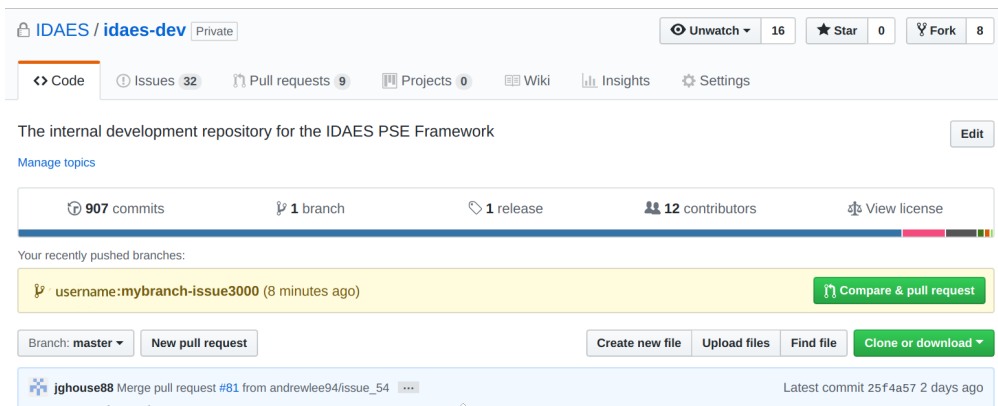 IDAES / idaes-dev Private Unwatch 16 Star 0 Fork 8
Code Issues 32 Pull requests 9 Projects 0 Wiki Insights Settings
The internal development repository for the IDAES PSE Framework Edit
Manage topics
907 commits 1 branch 1 release 12 contributors View license
Your recently pushed branches:
username:mybranch-issue3000 (8 minutes ago) Compare & pull request
Branch: master New pull request Create new file Upload files Find file Clone or download
jghouse88 Merge pull request #81 from andrewlee94/issue_54 ... Latest commit 25f4a57 2 days ago